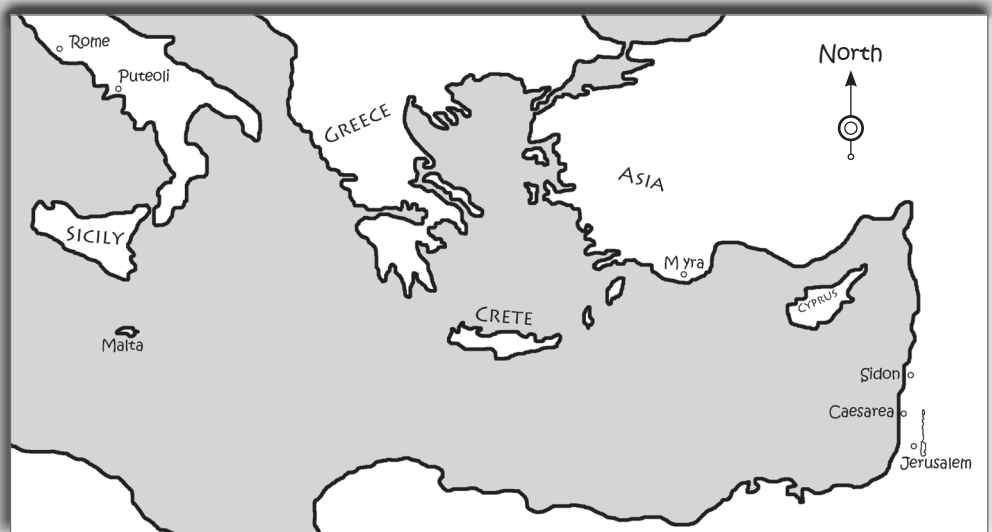 Rome
North
Puteoli
GREECE
ASIA
SICILY
Myra
CYPRUS
CRETE
Malta
Sidon
Caesarea
Jerusalem